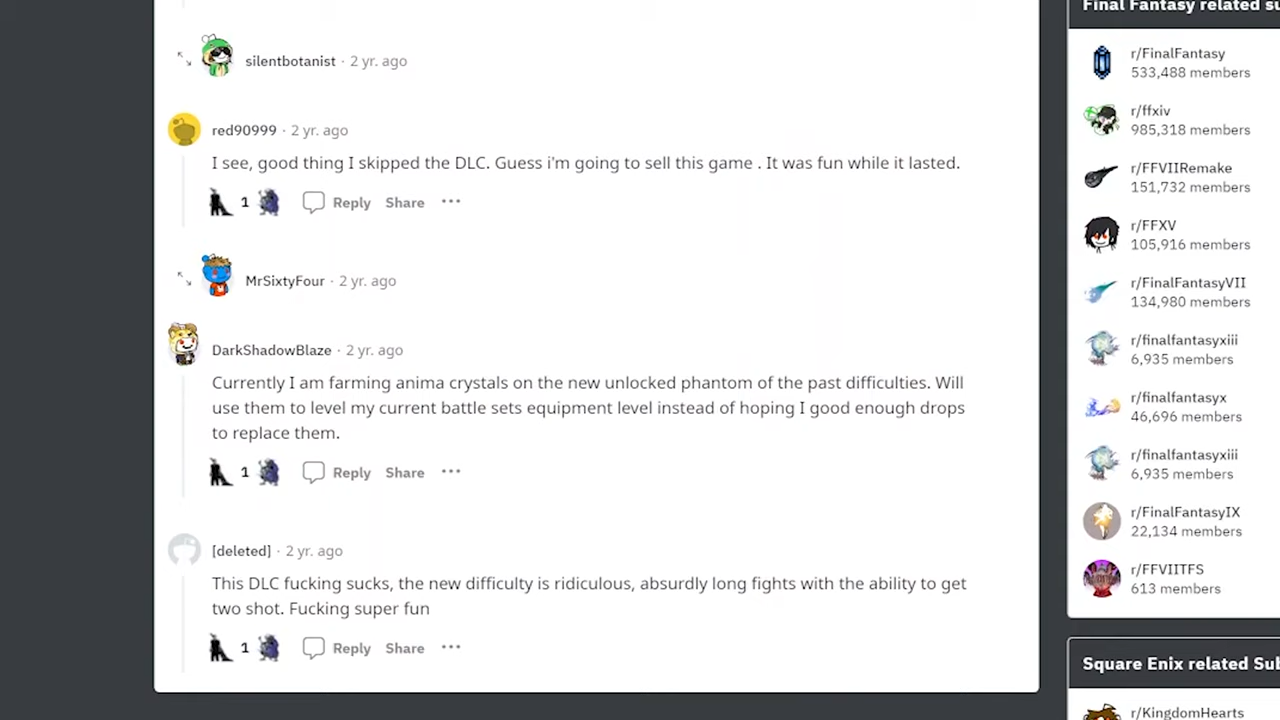 silentbotanist · 2 yr. ago
red90999 · 2 yr. ago
I see, good thing I skipped the DLC. Guess i'm going to sell this game . It was fun while it lasted.
1 Reply Share ···
MrSixtyFour · 2 yr. ago
DarkShadowBlaze · 2 yr. ago
Currently I am farming anima crystals on the new unlocked phantom of the past difficulties. Will
use them to level my current battle sets equipment level instead of hoping I good enough drops
to replace them.
1 Reply Share ···
[deleted] · 2 yr. ago
This DLC fucking sucks, the new difficulty is ridiculous, absurdly long fights with the ability to get
two shot. Fucking super fun
1 Reply Share ···
Final Fantasy related su
r/FinalFantasy
533,488 members
r/ffxiv
985,318 members
r/FFVIIRemake
151,732 members
r/FFXV
105,916 members
r/FinalFantasyVII
134,980 members
r/finalfantasyxiii
6,935 members
r/finalfantasyx
46,696 members
r/finalfantasyxiii
6,935 members
r/FinalFantasyIX
22,134 members
r/FFVIITFS
613 members
Square Enix related Sub
r/KingdomHearts